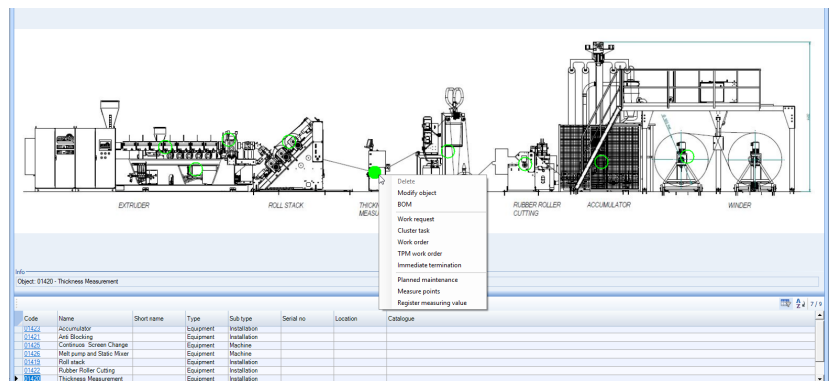 EXTRUDER
ROLL STACK
THICKN
MEASU
RUBBER ROLLER
CUTTING
ACCUMULATOR
WINDER
Delete
Modify object
BOM
Work request
Cluster task
Work order
TPM work order
Immediate termination
Planned maintenance
Measure points
Register measuring value
Info
Object: 01420 - Thickness Measurement
7 / 9
Code Name Short name Type Sub type Serial no Location Catalogue
01423 Accumulator Equipment Installation
01421 Anti Blocking Equipment Installation
01425 Continuos Screen Change Equipment Machine
01426 Melt pump and Static Mixer Equipment Machine
01419 Roll stack Equipment Installation
01422 Rubber Roller Cutting Equipment Installation
01420 Thickness Measurement Equipment Installation